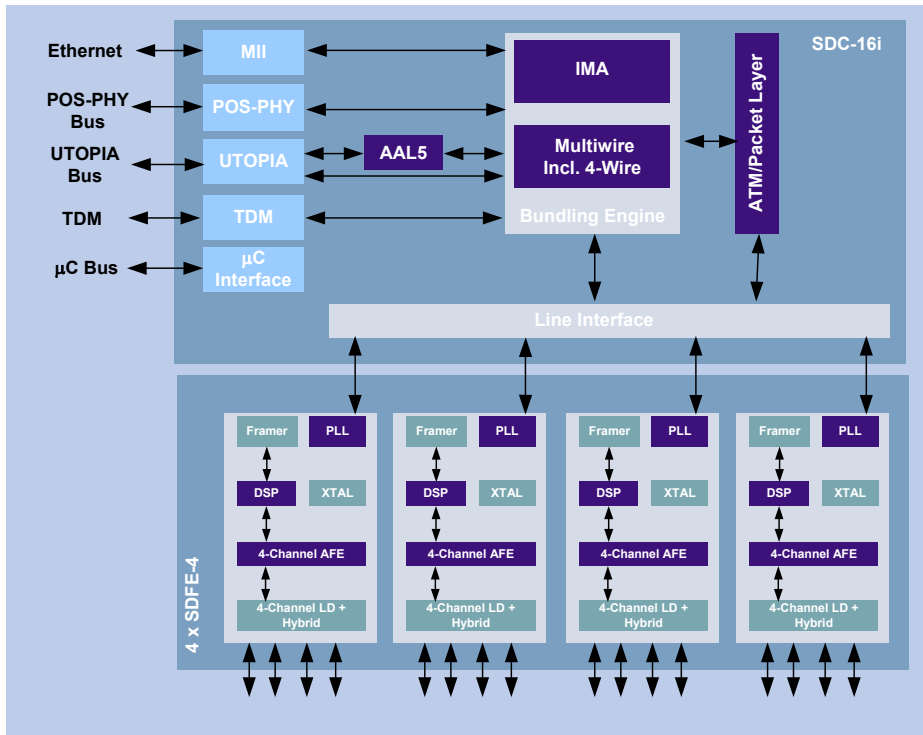 SDC-16i
Ethernet
MII
POS-PHY
Bus
POS-PHY
UTOPIA
Bus
UTOPIA
AAL5
TDM
TDM
µC Bus
µC
Interface
IMA
Multiwire
Incl. 4-Wire
Bundling Engine
ATM/Packet Layer
Line Interface
4 x SDFE-4
Framer
PLL
DSP
XTAL
4-Channel AFE
4-Channel LD +
Hybrid
Framer
PLL
DSP
XTAL
4-Channel AFE
4-Channel LD +
Hybrid
Framer
PLL
DSP
XTAL
4-Channel AFE
4-Channel LD +
Hybrid
Framer
PLL
DSP
XTAL
4-Channel AFE
4-Channel LD +
Hybrid